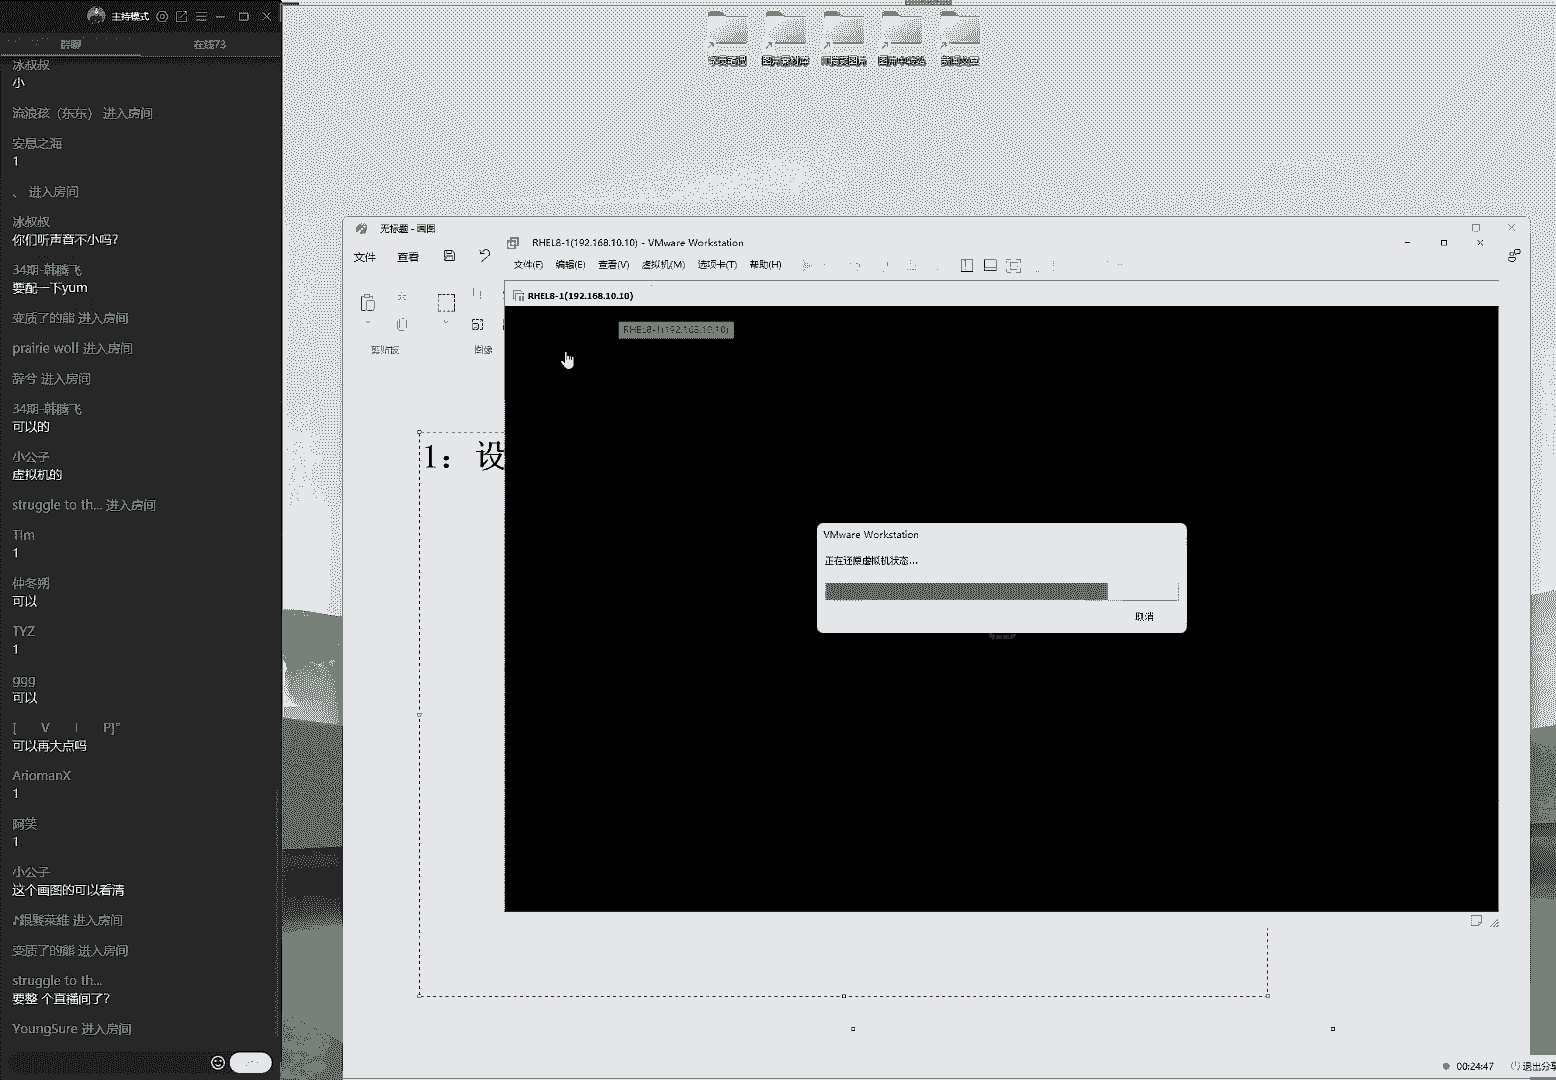 主持模式
群聊
在线73
冰叔叔
小
流浪孩（东东） 进入房间
安息之海
1
、 进入房间
冰叔叔
你们听声音不小吗?
34期-韩腾飞
要配一下yum
变质了的熊 进入房间
prairie wolf 进入房间
辞兮 进入房间
34期-韩腾飞
可以的
小公子
虚拟机的
struggle to th... 进入房间
Tim
1
仲冬朔
可以
TYZ
1
ggg
可以
[ V I P]°
可以再大点吗
AriomanX
1
阿笑
1
小公子
这个画图的可以看清
进入房间
变质了的熊 进入房间
struggle to th...
要整 个直播间了?
YoungSure 进入房间
无标题 - 画图
文件
查看
剪贴板
图像
1：设
RHEL8-1(192.168.10.10) - VMware Workstation
文件(F)
编辑(E)
查看(V)
虚拟机(M)
选项卡(T)
帮助(H)
RHEL8-1(192.168.10.10)
RHEL8-1(192.168.10.10)
VMware Workstation
正在还原虚拟机状态...
取消
00:24:47
退出分享